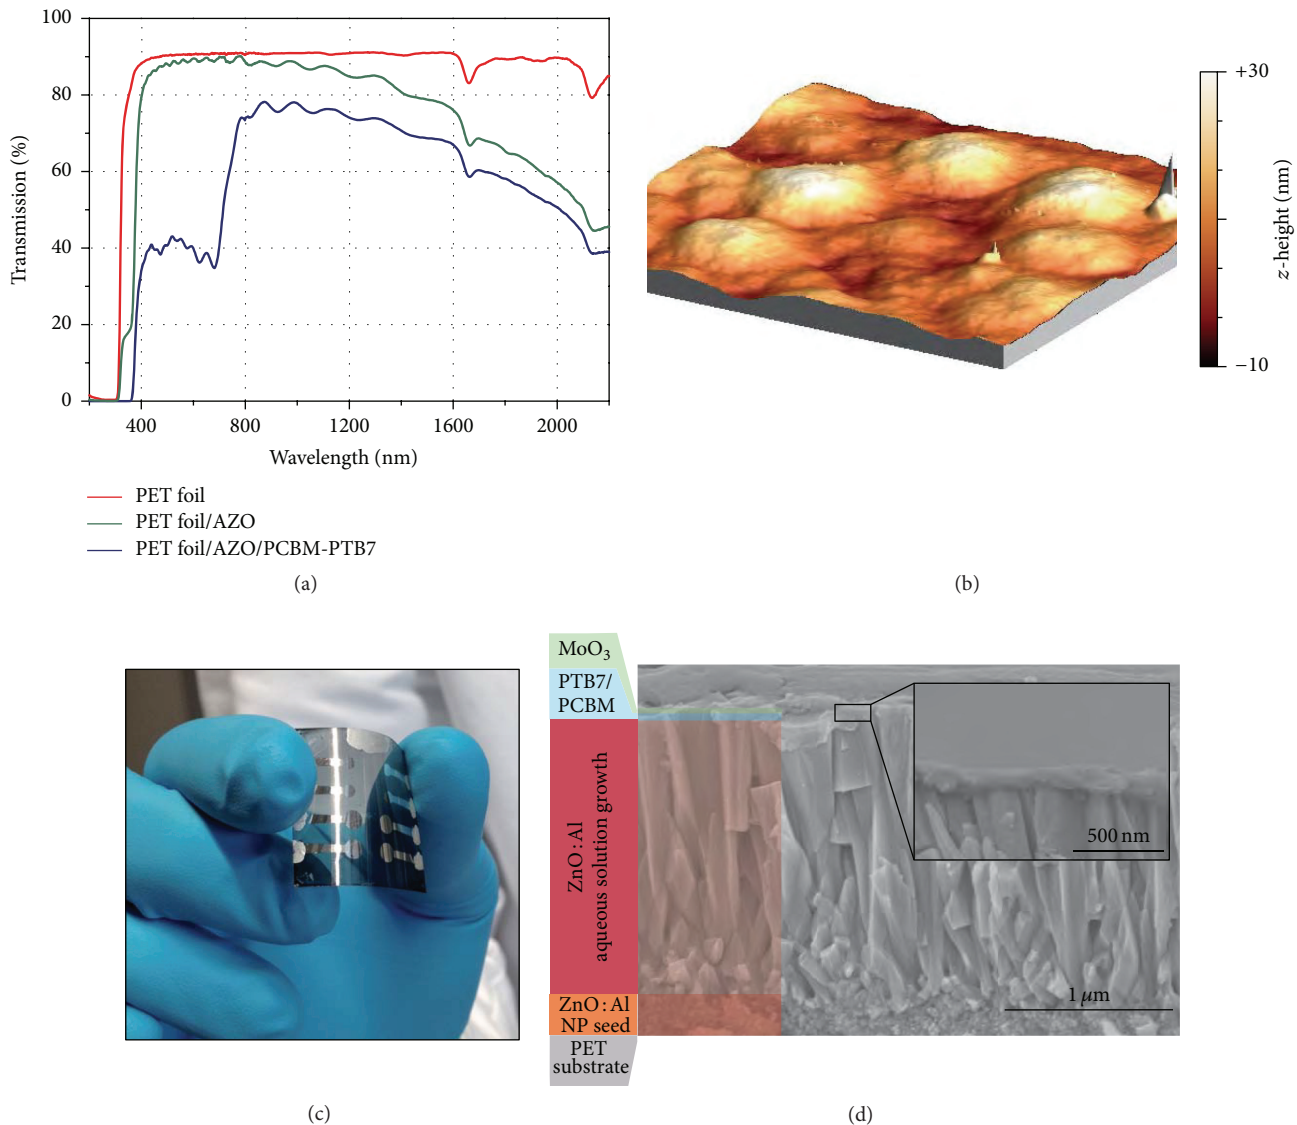 100
80
60
40
20
0
Transmission (%)
400
800
1200
1600
2000
Wavelength (nm)
PET foil
PET foil/AZO
PET foil/AZO/PCBM-PTB7
(a)
+30
z-height (nm)
−10
(b)
(c)
MoO₃
PTB7/
PCBM
ZnO : Al
aqueous solution growth
ZnO : Al
NP seed
PET
substrate
500 nm
1 μm
(d)